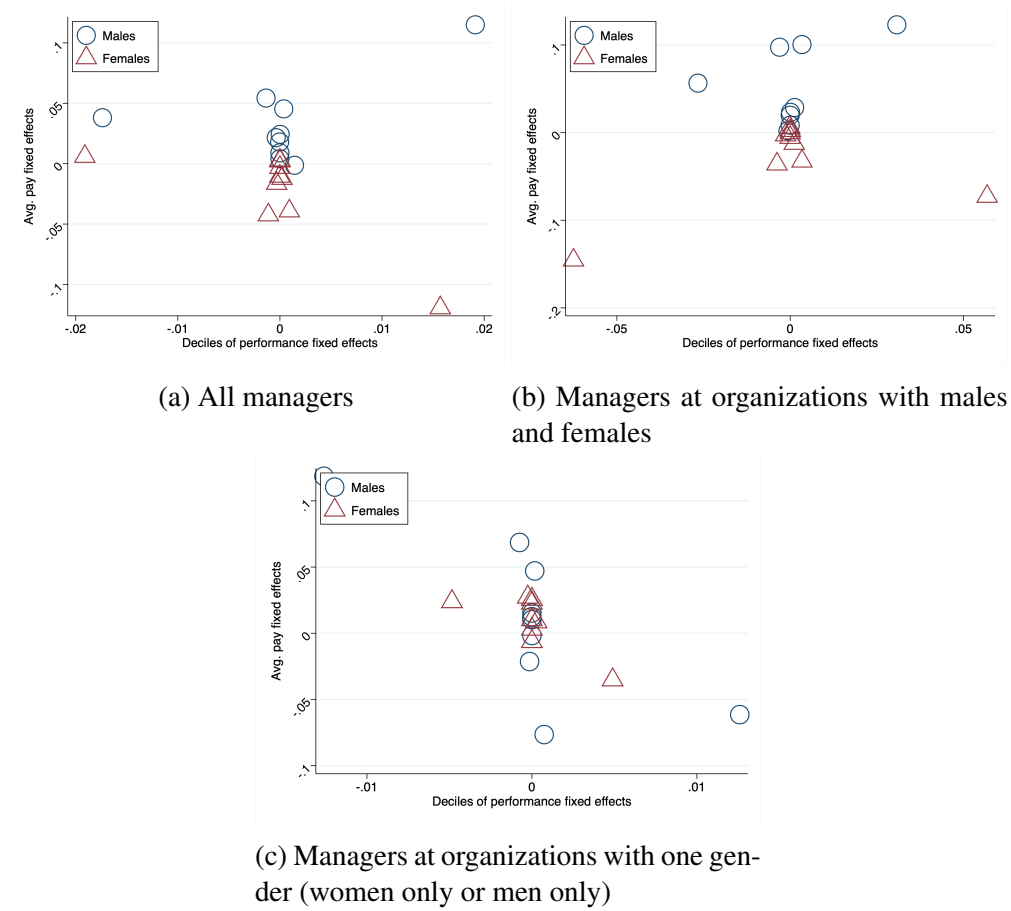 Males
Females
.1
.05
0
-.05
-.1
Avg. pay fixed effects
-.02
-.01
0
.01
.02
Deciles of performance fixed effects
(a) All managers
Males
Females
.1
0
-.1
-.2
Avg. pay fixed effects
-.05
0
.05
Deciles of performance fixed effects
(b) Managers at organizations with males
and females
Males
Females
.1
.05
0
-.05
-.1
Avg. pay fixed effects
-.01
0
.01
Deciles of performance fixed effects
(c) Managers at organizations with one gen-
der (women only or men only)